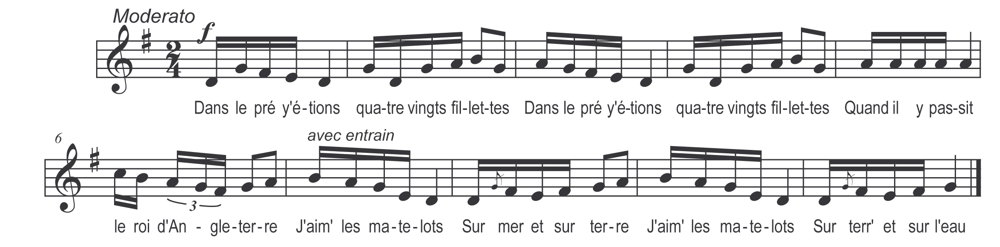 Moderato
f
2
4
Dans le pré y'é-tions qua-tre vingts fil-let-tes Dans le pré y'é-tions qua-tre vingts fil-let-tes Quand il y pas-sit
6
avec entrain
3
le roi d'An - gle-ter-re J'aim' les ma-te-lots Sur mer et sur ter-re J'aim' les ma-te-lots Sur terr' et sur l'eau